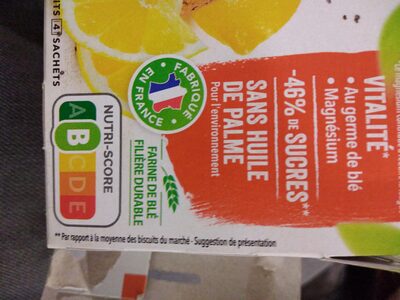 VITALITÉ*
• Au germe de blé
• Magnésium
-46% DE SUCRES**
SANS HUILE
DE PALME
Pour l'environnement
FABRIQUÉ
EN FRANCE
FARINE DE BLÉ
FILIÈRE DURABLE
NUTRI-SCORE
A B C D E
4 SACHETS
** Par rapport à la moyenne des biscuits du marché - Suggestion de présentation